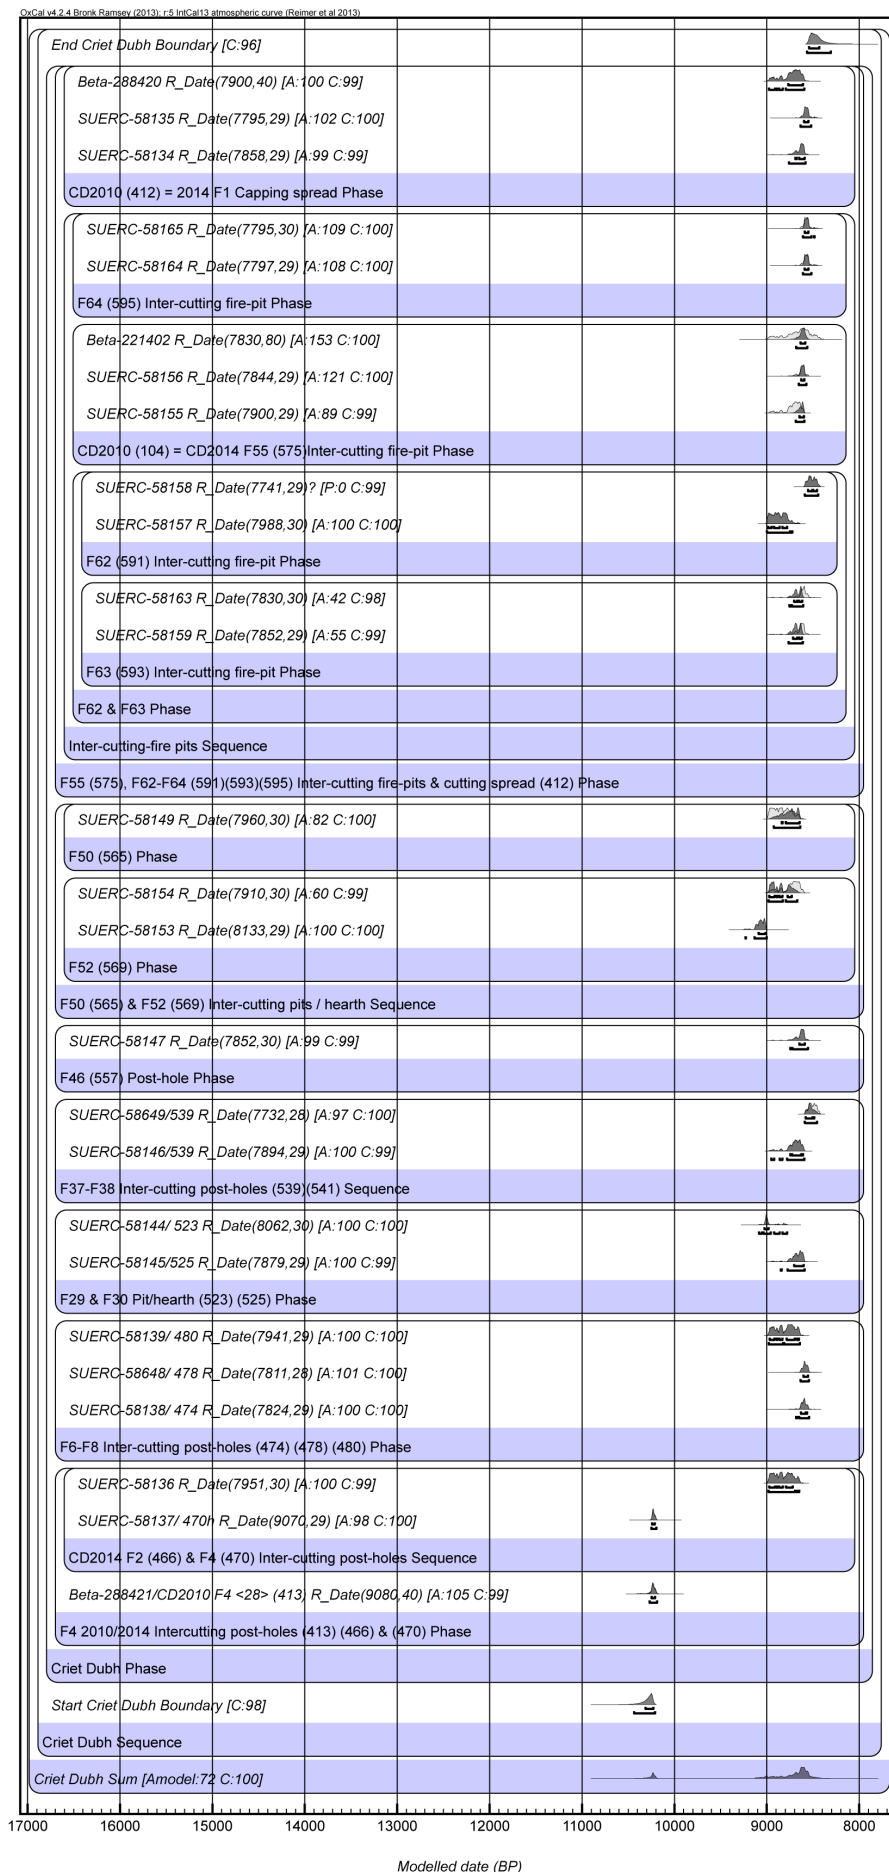 OxCal v4.2.4 Bronk Ramsey (2013); r:5 IntCal13 atmospheric curve (Reimer et al 2013)
End Criet Dubh Boundary [C:96]
Beta-288420 R_Date(7900,40) [A:100 C:99]
SUERC-58135 R_Date(7795,29) [A:102 C:100]
SUERC-58134 R_Date(7858,29) [A:99 C:99]
CD2010 (412) = 2014 F1 Capping spread Phase
SUERC-58165 R_Date(7795,30) [A:109 C:100]
SUERC-58164 R_Date(7797,29) [A:108 C:100]
F64 (595) Inter-cutting fire-pit Phase
Beta-221402 R_Date(7830,80) [A:153 C:100]
SUERC-58156 R_Date(7844,29) [A:121 C:100]
SUERC-58155 R_Date(7900,29) [A:89 C:99]
CD2010 (104) = CD2014 F55 (575)Inter-cutting fire-pit Phase
SUERC-58158 R_Date(7741,29)? [P:0 C:99]
SUERC-58157 R_Date(7988,30) [A:100 C:100]
F62 (591) Inter-cutting fire-pit Phase
SUERC-58163 R_Date(7830,30) [A:42 C:98]
SUERC-58159 R_Date(7852,29) [A:55 C:99]
F63 (593) Inter-cutting fire-pit Phase
F62 & F63 Phase
Inter-cutting-fire pits Sequence
F55 (575), F62-F64 (591)(593)(595) Inter-cutting fire-pits & cutting spread (412) Phase
SUERC-58149 R_Date(7960,30) [A:82 C:100]
F50 (565) Phase
SUERC-58154 R_Date(7910,30) [A:60 C:99]
SUERC-58153 R_Date(8133,29) [A:100 C:100]
F52 (569) Phase
F50 (565) & F52 (569) Inter-cutting pits / hearth Sequence
SUERC-58147 R_Date(7852,30) [A:99 C:99]
F46 (557) Post-hole Phase
SUERC-58649/539 R_Date(7732,28) [A:97 C:100]
SUERC-58146/539 R_Date(7894,29) [A:100 C:99]
F37-F38 Inter-cutting post-holes (539)(541) Sequence
SUERC-58144/ 523 R_Date(8062,30) [A:100 C:100]
SUERC-58145/525 R_Date(7879,29) [A:100 C:99]
F29 & F30 Pit/hearth (523) (525) Phase
SUERC-58139/ 480 R_Date(7941,29) [A:100 C:100]
SUERC-58648/ 478 R_Date(7811,28) [A:101 C:100]
SUERC-58138/ 474 R_Date(7824,29) [A:100 C:100]
F6-F8 Inter-cutting post-holes (474) (478) (480) Phase
SUERC-58136 R_Date(7951,30) [A:100 C:99]
SUERC-58137/ 470h R_Date(9070,29) [A:98 C:100]
CD2014 F2 (466) & F4 (470) Inter-cutting post-holes Sequence
Beta-288421/CD2010 F4 <28> (413) R_Date(9080,40) [A:105 C:99]
F4 2010/2014 Intercutting post-holes (413) (466) & (470) Phase
Criet Dubh Phase
Start Criet Dubh Boundary [C:98]
Criet Dubh Sequence
Criet Dubh Sum [Amodel:72 C:100]
17000 16000 15000 14000 13000 12000 11000 10000 9000 8000
Modelled date (BP)